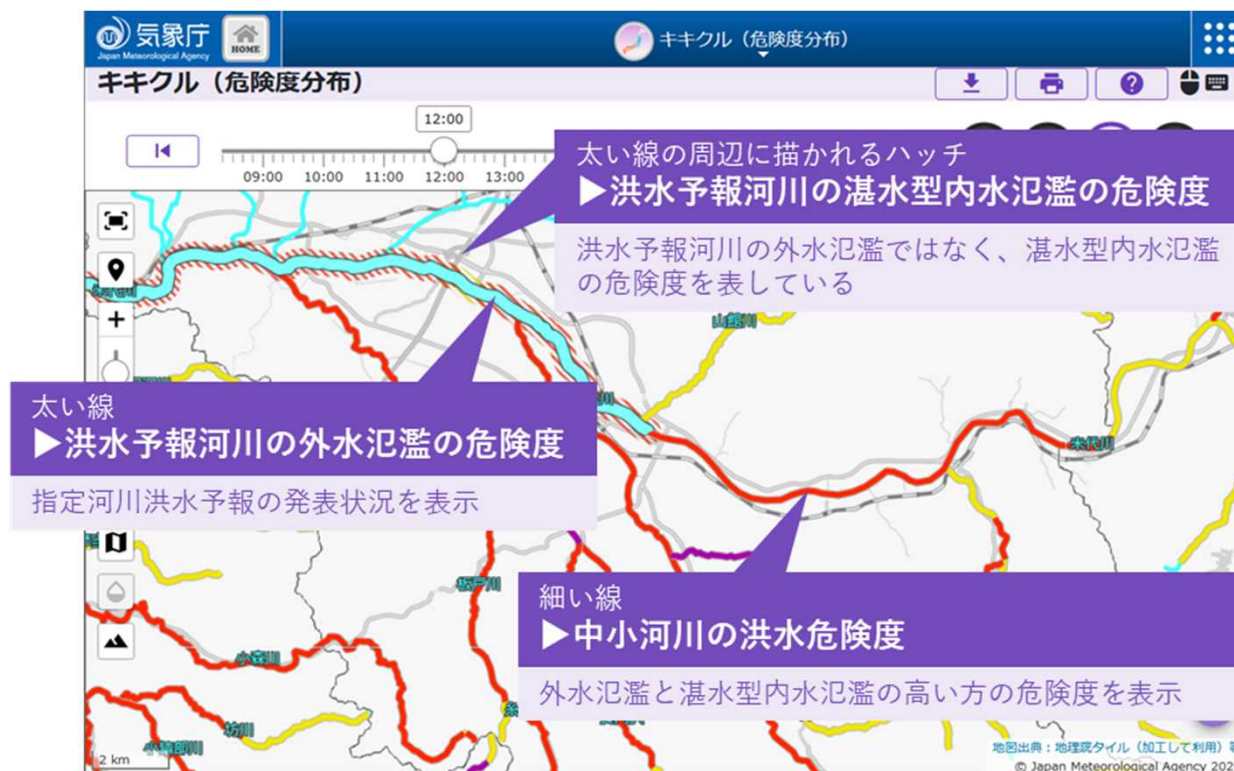 気象庁
Japan Meteorological Agency
HOME
キキクル（危険度分布）
キキクル（危険度分布）
12:00
09:00 10:00 11:00 12:00 13:00
太い線の周辺に描かれるハッチ
▶洪水予報河川の湛水型内水氾濫の危険度
洪水予報河川の外水氾濫ではなく、湛水型内水氾濫
の危険度を表している
太い線
▶洪水予報河川の外水氾濫の危険度
指定河川洪水予報の発表状況を表示
米代川
細い線
▶中小河川の洪水危険度
外水氾濫と湛水型内水氾濫の高い方の危険度を表示
小森川
坊川
2 km
地図出典：地理院タイル（加工して利用）等
© Japan Meteorological Agency 202